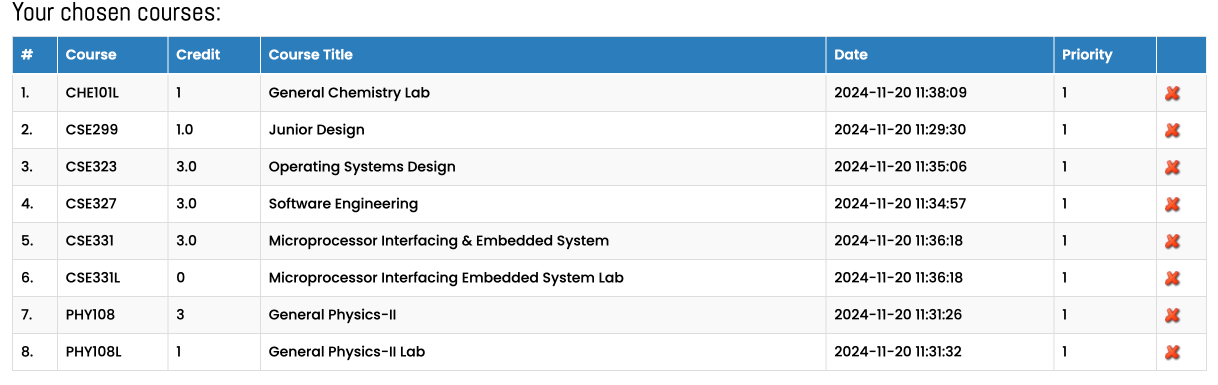 Your chosen courses:
# Course Credit Course Title Date Priority
1. CHE101L 1 General Chemistry Lab 2024-11-20 11:38:09 1
2. CSE299 1.0 Junior Design 2024-11-20 11:29:30 1
3. CSE323 3.0 Operating Systems Design 2024-11-20 11:35:06 1
4. CSE327 3.0 Software Engineering 2024-11-20 11:34:57 1
5. CSE331 3.0 Microprocessor Interfacing & Embedded System 2024-11-20 11:36:18 1
6. CSE331L 0 Microprocessor Interfacing Embedded System Lab 2024-11-20 11:36:18 1
7. PHY108 3 General Physics-II 2024-11-20 11:31:26 1
8. PHY108L 1 General Physics-II Lab 2024-11-20 11:31:32 1